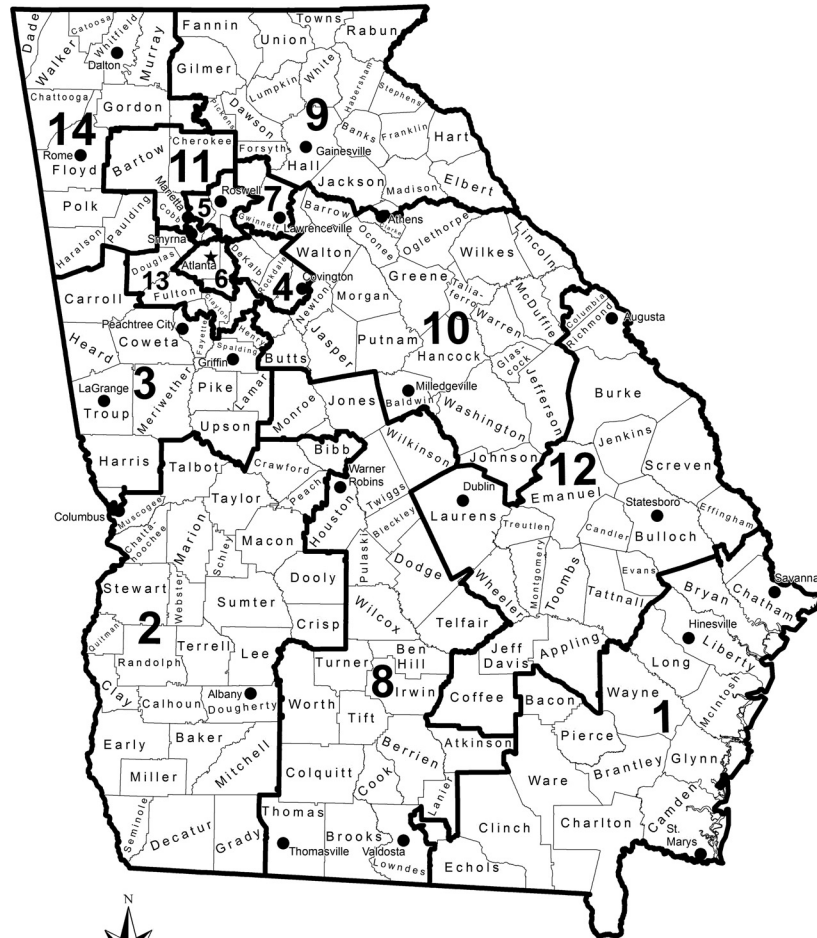 Dade
Catoosa
Whitfield
Walker
Murray
Dalton
Fannin
Towns
Union
Rabun
Gilmer
Lumpkin
White
Habersham
Stephens
Chattooga
Gordon
Pickens
Dawson
9
Banks
Franklin
Hart
14
Rome
Floyd
Bartow
Cherokee
11
Forsyth
Hall
Gainesville
Jackson
Madison
Elbert
Polk
Paulding
Haralson
Marietta
Cobb
Roswell
5
7
Gwinnett
Lawrenceville
Barrow
Athens
Clarke
Oconee
Oglethorpe
Wilkes
Lincoln
Smyrna
Atlanta
Douglas
13
Fulton
6
DeKalb
Rockdale
4
Covington
Newton
Walton
Morgan
Greene
Talia-
ferro
Warren
McDuffie
Columbia
Richmond
Augusta
Carroll
Clayton
Peachtree City
Coweta
Fayette
Henry
Spalding
Griffin
Butts
Jasper
Putnam
10
Hancock
Glas-
cock
Jefferson
Burke
Heard
3
LaGrange
Troup
Meriwether
Pike
Lamar
Upson
Monroe
Jones
Milledgeville
Baldwin
Washington
Jenkins
Screven
Harris
Talbot
Crawford
Bibb
Wilkinson
Johnson
12
Emanuel
Warner
Robins
Peach
Houston
Twiggs
Dublin
Laurens
Statesboro
Bulloch
Effingham
Columbus
Muscogee
Chatta-
hoochee
Taylor
Marion
Schley
Macon
Bleckley
Pulaski
Dodge
Treutlen
Candler
Montgomery
Toombs
Evans
Tattnall
Bryan
Savanna
Chatham
Stewart
Webster
Sumter
Dooly
Crisp
Wilcox
Telfair
Wheeler
Hinesville
Liberty
Long
McIntosh
2
Quitman
Randolph
Terrell
Lee
Turner
Ben
Hill
8
Irwin
Jeff
Davis
Appling
Coffee
Bacon
Wayne
1
Clay
Calhoun
Albany
Dougherty
Worth
Tift
Early
Baker
Mitchell
Miller
Colquitt
Cook
Berrien
Atkinson
Lanier
Pierce
Ware
Brantley
Glynn
Camden
Seminole
Decatur
Grady
Thomas
Thomasville
Brooks
Valdosta
Lowndes
Echols
Clinch
Charlton
St.
Marys
N